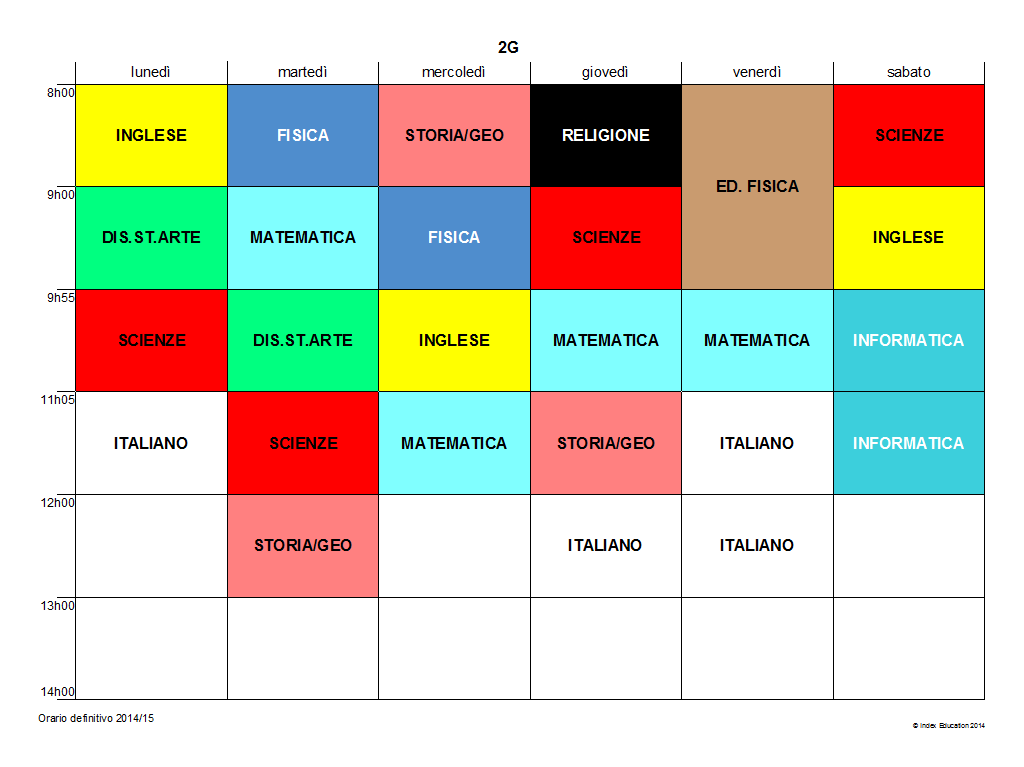 2G
lunedì martedì mercoledì giovedì venerdì sabato
8h00
INGLESE FISICA STORIA/GEO RELIGIONE ED. FISICA SCIENZE
9h00
DIS.ST.ARTE MATEMATICA FISICA SCIENZE INGLESE
9h55
SCIENZE DIS.ST.ARTE INGLESE MATEMATICA MATEMATICA INFORMATICA
11h05
ITALIANO SCIENZE MATEMATICA STORIA/GEO ITALIANO INFORMATICA
12h00
STORIA/GEO ITALIANO ITALIANO
13h00
14h00
Orario definitivo 2014/15
© Index Education 2014